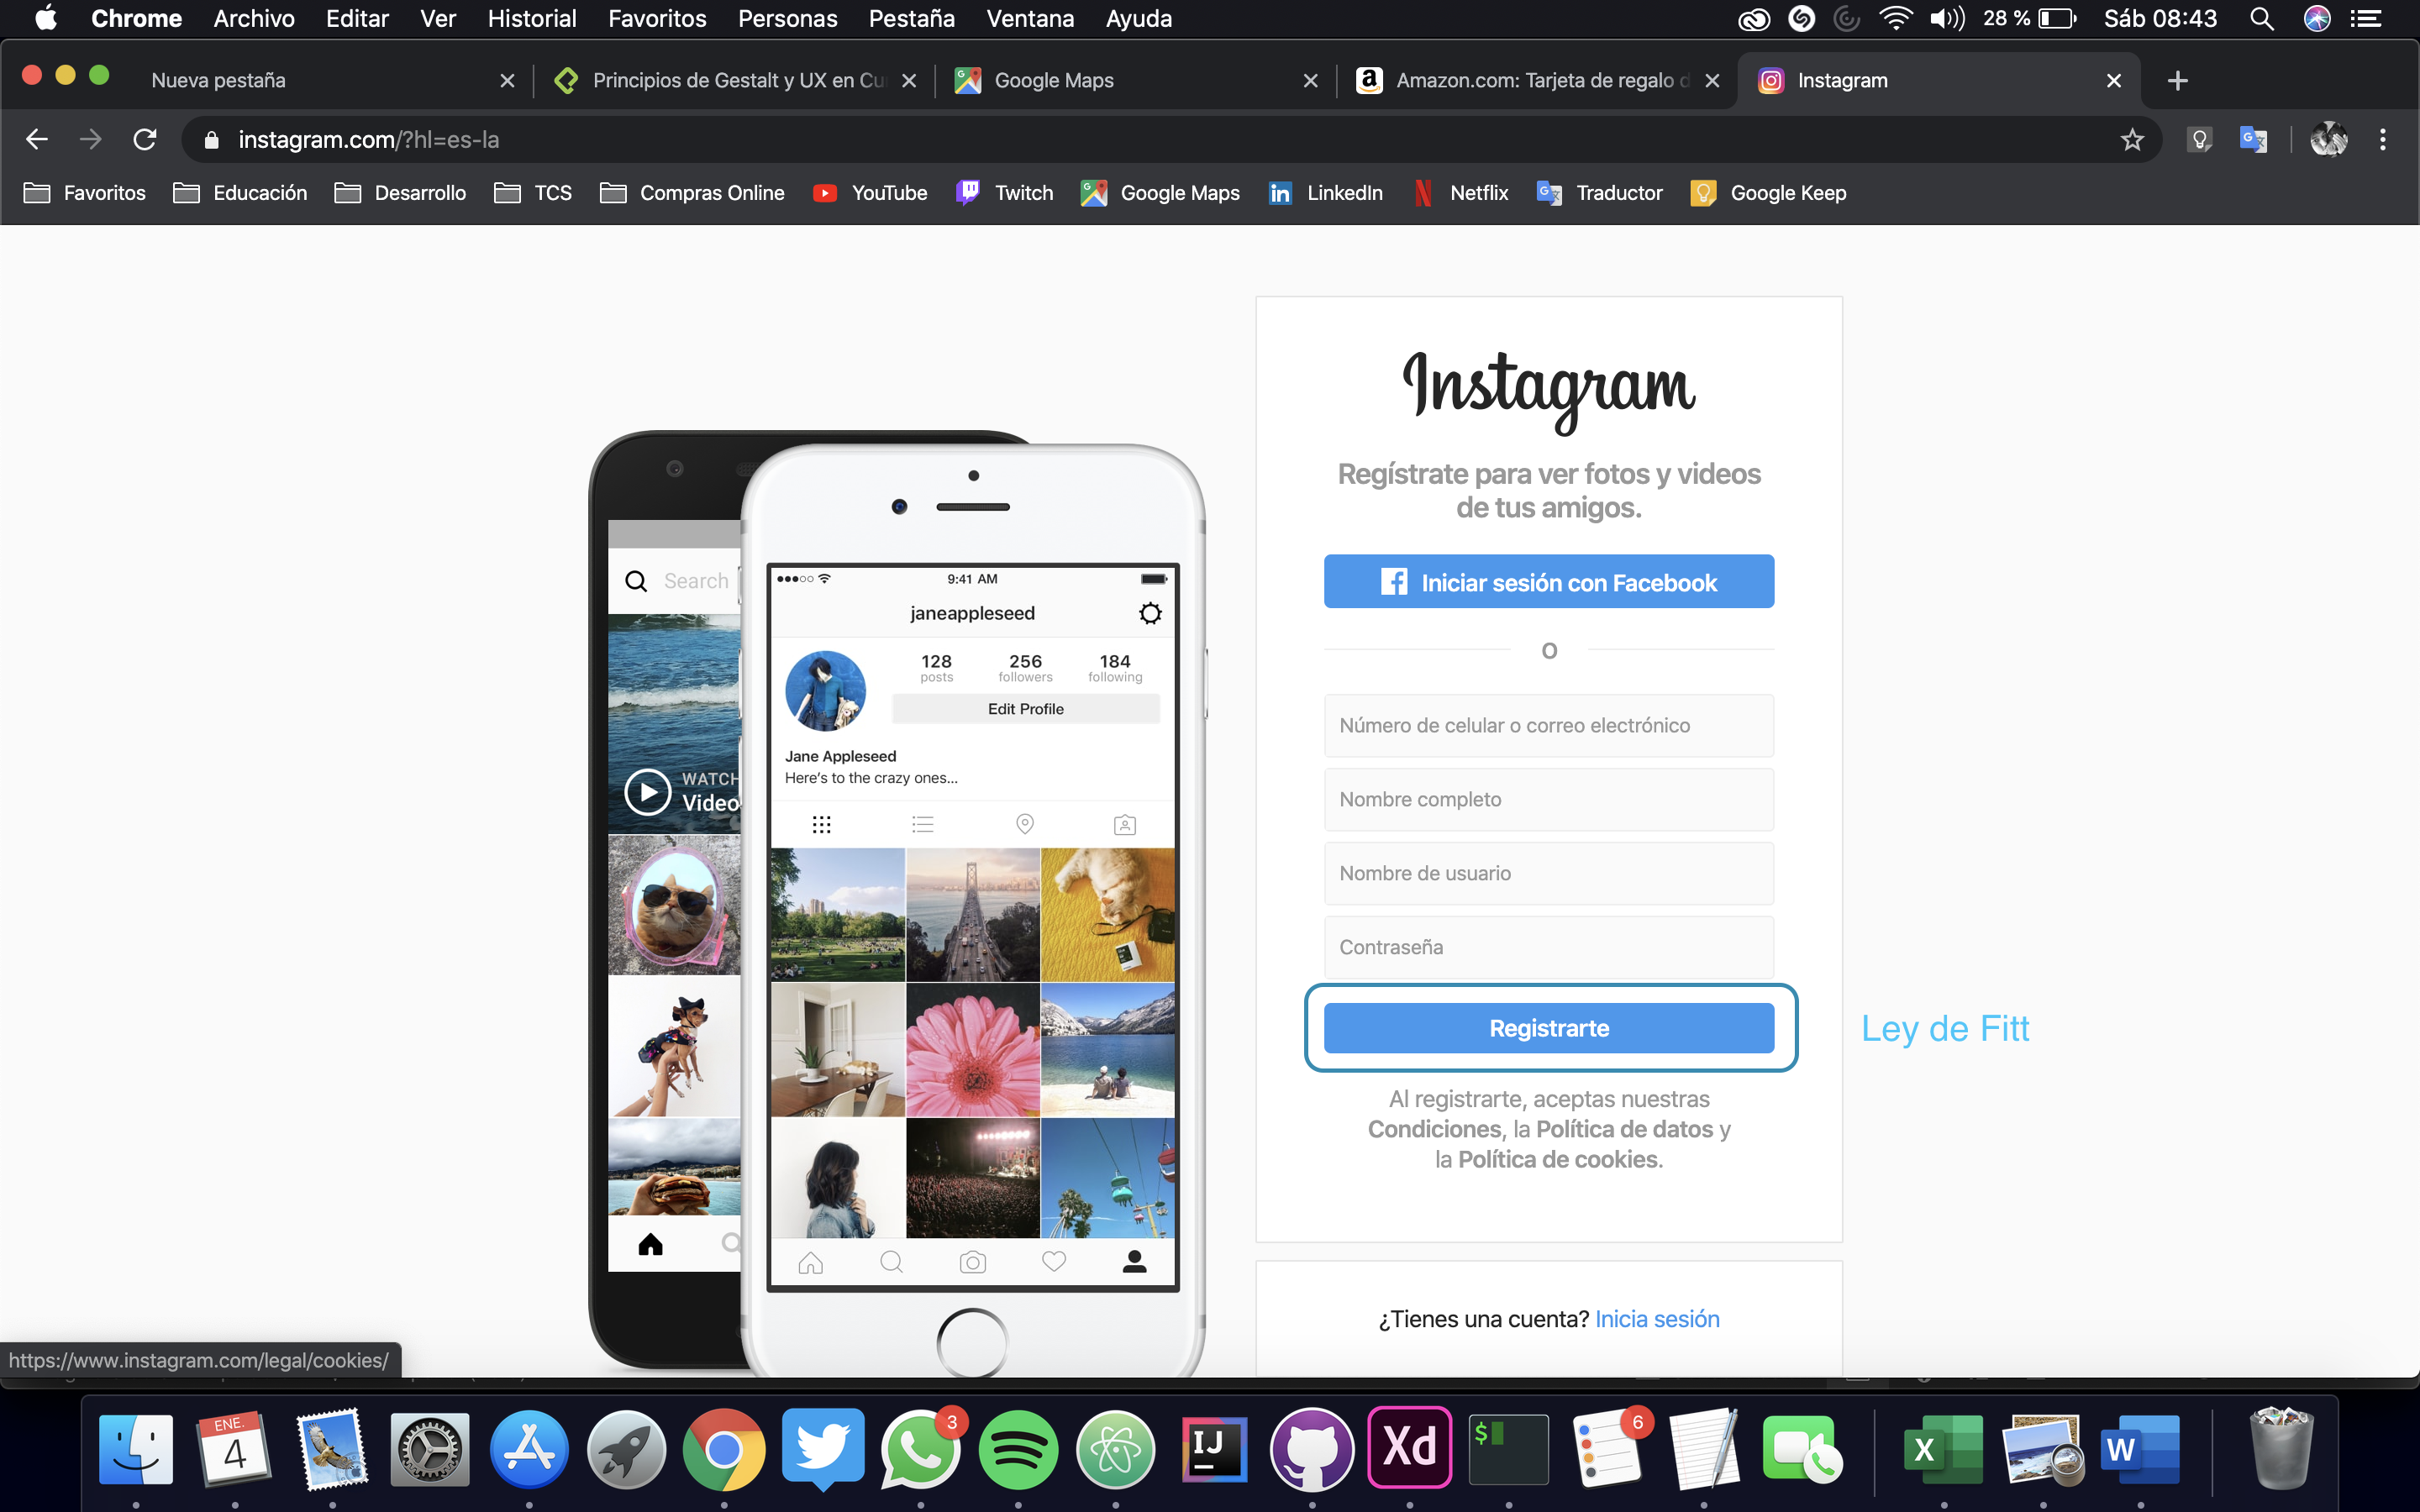 Chrome Archivo Editar Ver Historial Favoritos Personas Pestaña Ventana Ayuda 28 % Sáb 08:43
Nueva pestaña Principios de Gestalt y UX en Cu Google Maps Amazon.com: Tarjeta de regalo d Instagram
instagram.com/?hl=es-la
Favoritos Educación Desarrollo TCS Compras Online YouTube Twitch Google Maps LinkedIn Netflix Traductor Google Keep
Instagram
Regístrate para ver fotos y videos
de tus amigos.
Iniciar sesión con Facebook
O
Número de celular o correo electrónico
Nombre completo
Nombre de usuario
Contraseña
Registrarte
Ley de Fitt
Al registrarte, aceptas nuestras
Condiciones, la Política de datos y
la Política de cookies.
¿Tienes una cuenta? Inicia sesión
Search
WATCH
Video
9:41 AM
janeappleseed
128 256 184
posts followers following
Edit Profile
Jane Appleseed
Here's to the crazy ones...
https://www.instagram.com/legal/cookies/
ENE.
4
3
IJ
Xd
$
6
X
W